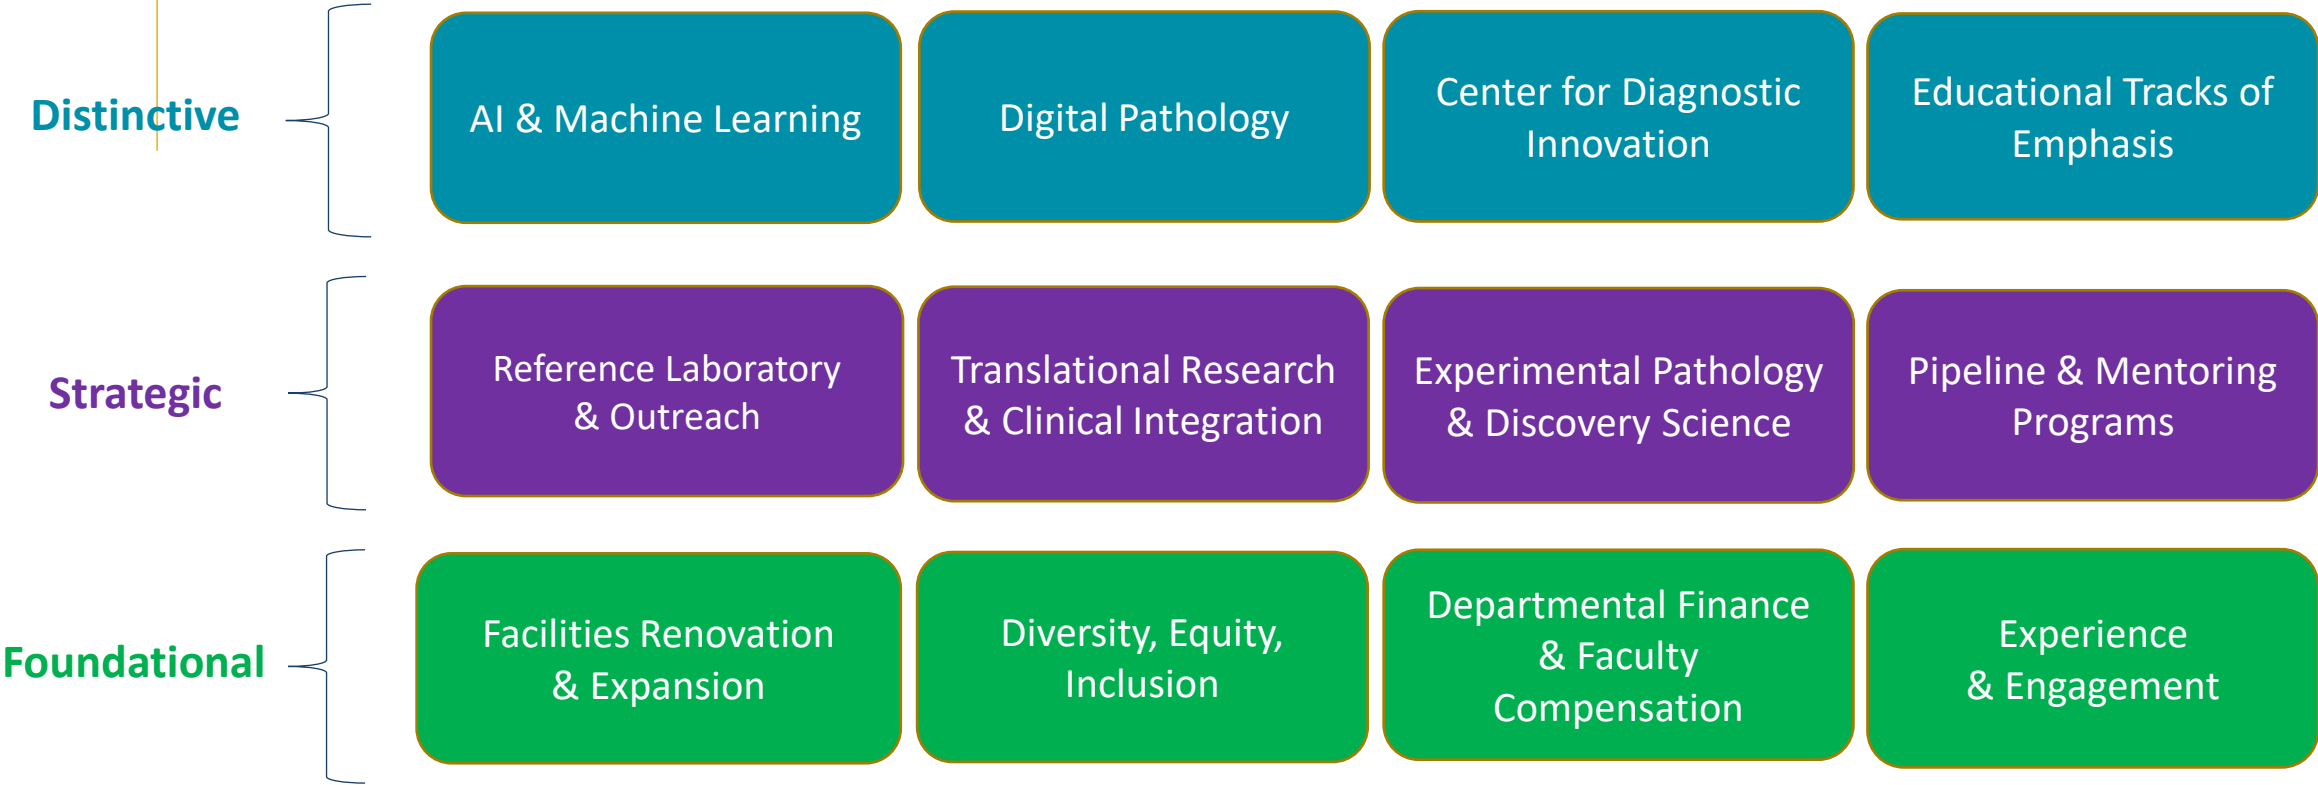 Distinctive
AI & Machine Learning
Digital Pathology
Center for Diagnostic
Innovation
Educational Tracks of
Emphasis
Strategic
Reference Laboratory
& Outreach
Translational Research
& Clinical Integration
Experimental Pathology
& Discovery Science
Pipeline & Mentoring
Programs
Foundational
Facilities Renovation
& Expansion
Diversity, Equity,
Inclusion
Departmental Finance
& Faculty
Compensation
Experience
& Engagement